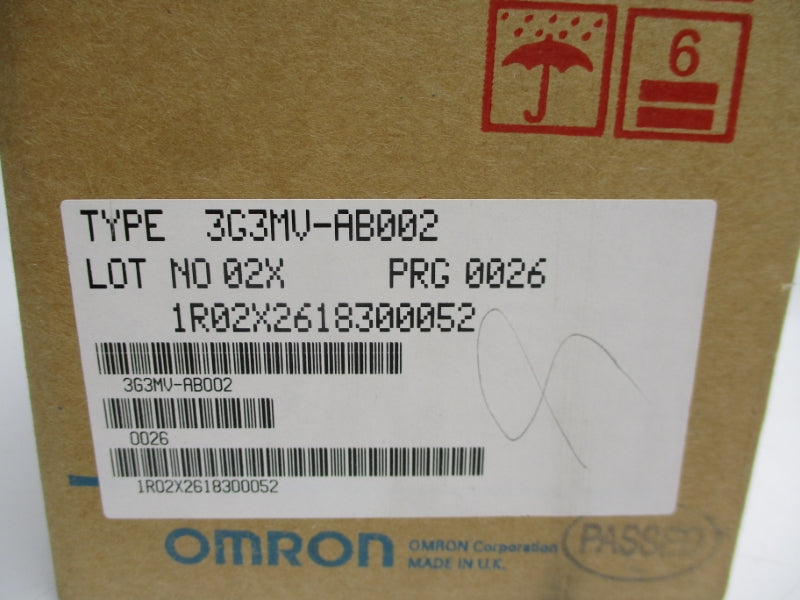 6
TYPE 3G3MV-AB002
LOT NO 02X PRG 0026
1R02X2618300052
3G3MV-AB002
0026
1R02X2618300052
OMRON OMRON Corporation PASSED
MADE IN U.K.